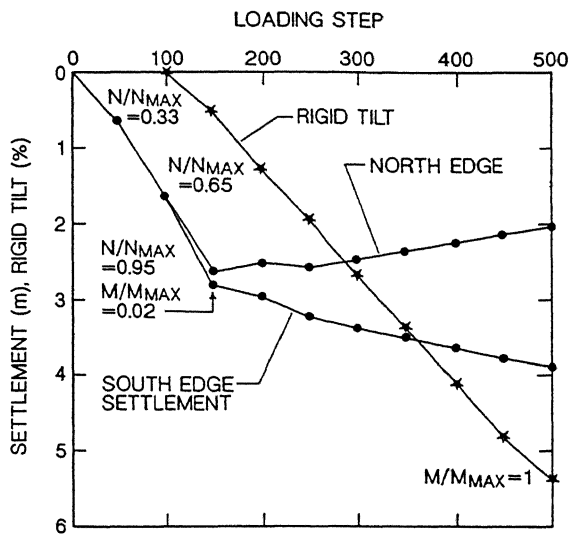 LOADING STEP
0 100 200 300 400 500
0
1
2
3
4
5
6
SETTLEMENT (m), RIGID TILT (%)
N/NMAX
=0.33
RIGID TILT
N/NMAX
=0.65
NORTH EDGE
N/NMAX
=0.95
M/MMAX
=0.02
SOUTH EDGE
SETTLEMENT
M/MMAX=1